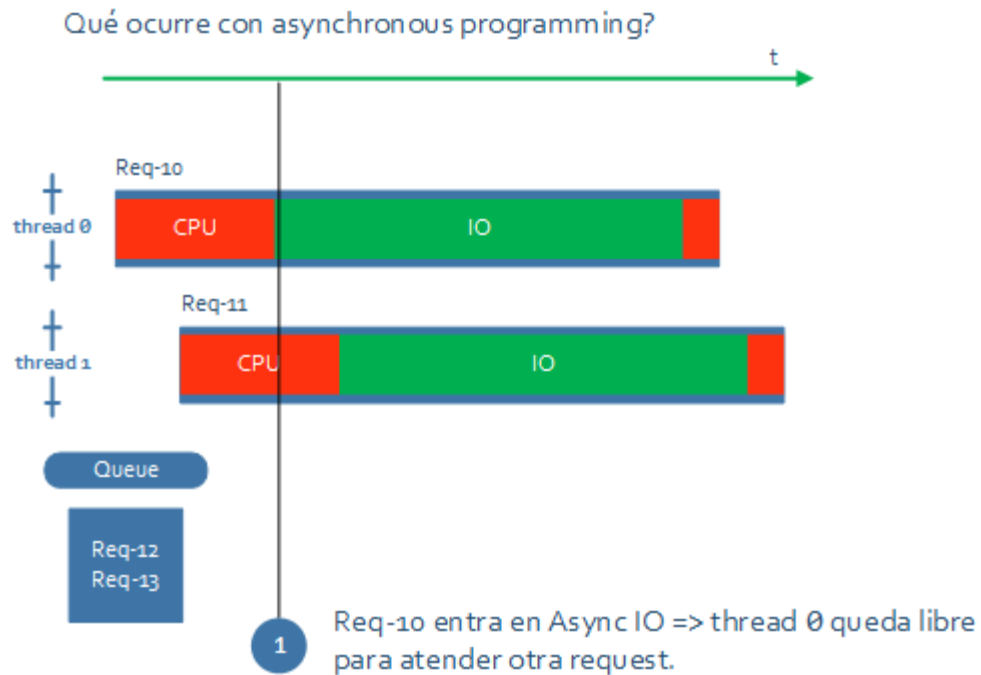 Qué ocurre con asynchronous programming?
t
Req-10
thread 0
CPU
IO
Req-11
thread 1
CPU
IO
Queue
Req-12
Req-13
1
Req-10 entra en Async IO => thread 0 queda libre
para atender otra request.